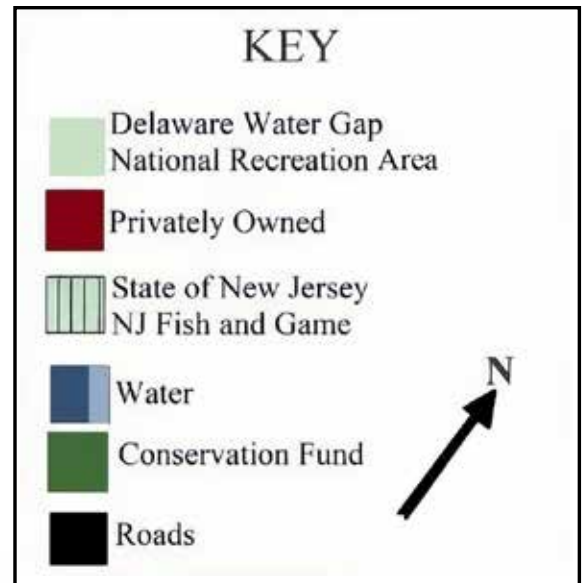 KEY
Delaware Water Gap
National Recreation Area
Privately Owned
State of New Jersey
NJ Fish and Game
N
Water
Conservation Fund
Roads